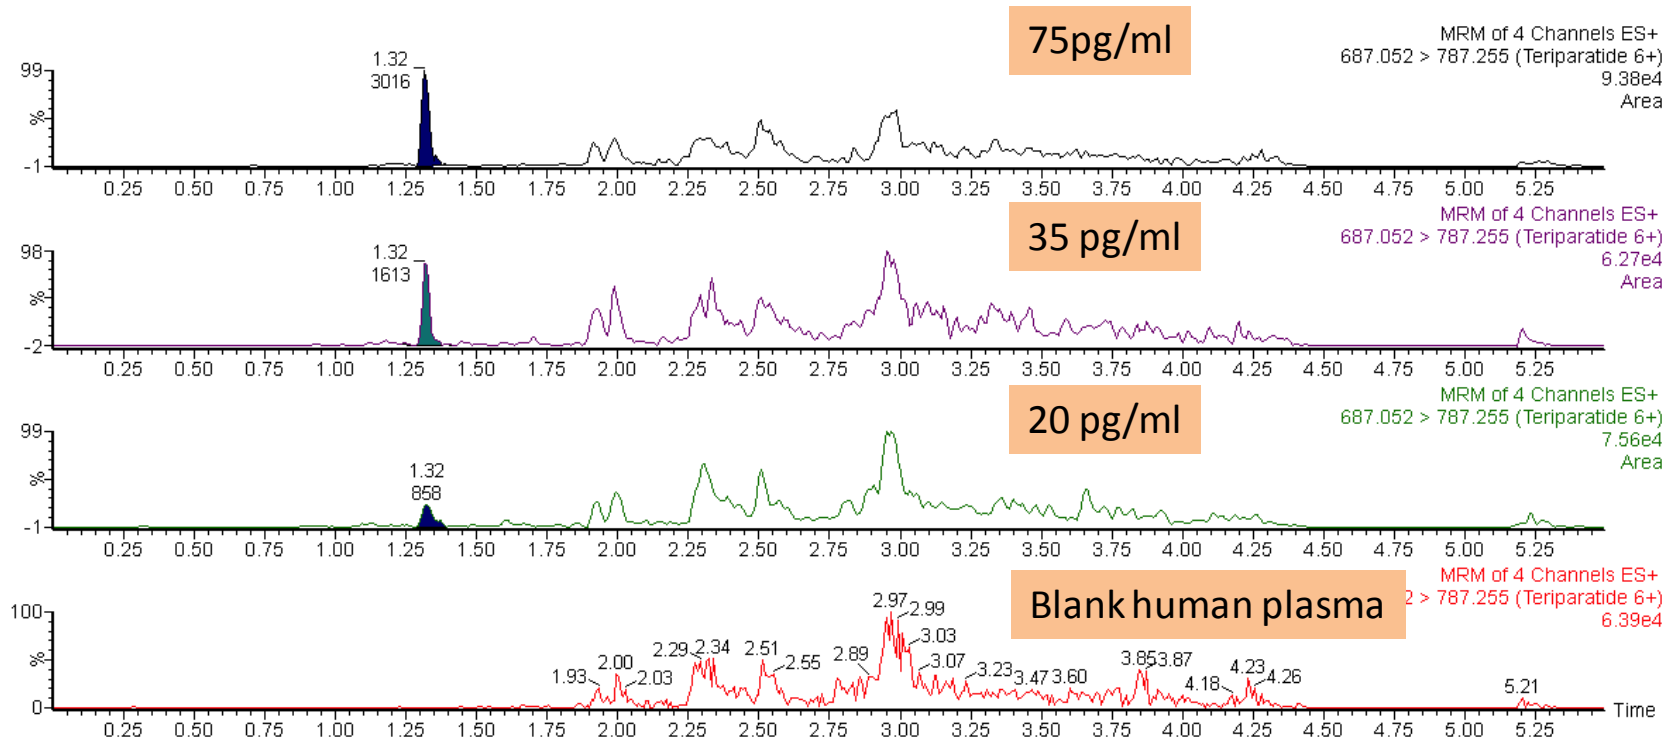 75pg/ml
MRM of 4 Channels ES+
687.052 > 787.255 (Teriparatide 6+)
9.38e4
Area
99
%
-1
1.32
3016
0.25 0.50 0.75 1.00 1.25 1.50 1.75 2.00 2.25 2.50 2.75 3.00 3.25 3.50 3.75 4.00 4.25 4.50 4.75 5.00 5.25
35 pg/ml
MRM of 4 Channels ES+
687.052 > 787.255 (Teriparatide 6+)
6.27e4
Area
98
%
-2
1.32
1613
0.25 0.50 0.75 1.00 1.25 1.50 1.75 2.00 2.25 2.50 2.75 3.00 3.25 3.50 3.75 4.00 4.25 4.50 4.75 5.00 5.25
20 pg/ml
MRM of 4 Channels ES+
687.052 > 787.255 (Teriparatide 6+)
7.56e4
Area
99
%
-1
1.32
858
0.25 0.50 0.75 1.00 1.25 1.50 1.75 2.00 2.25 2.50 2.75 3.00 3.25 3.50 3.75 4.00 4.25 4.50 4.75 5.00 5.25
Blank human plasma
MRM of 4 Channels ES+
2 > 787.255 (Teriparatide 6+)
6.39e4
100
%
0
1.93 2.00 2.03 2.29 2.34 2.51 2.55 2.89 2.97 2.99 3.03 3.07 3.23 3.47 3.60 3.85 3.87 4.18 4.23 4.26 5.21
Time
0.25 0.50 0.75 1.00 1.25 1.50 1.75 2.00 2.25 2.50 2.75 3.00 3.25 3.50 3.75 4.00 4.25 4.50 4.75 5.00 5.25